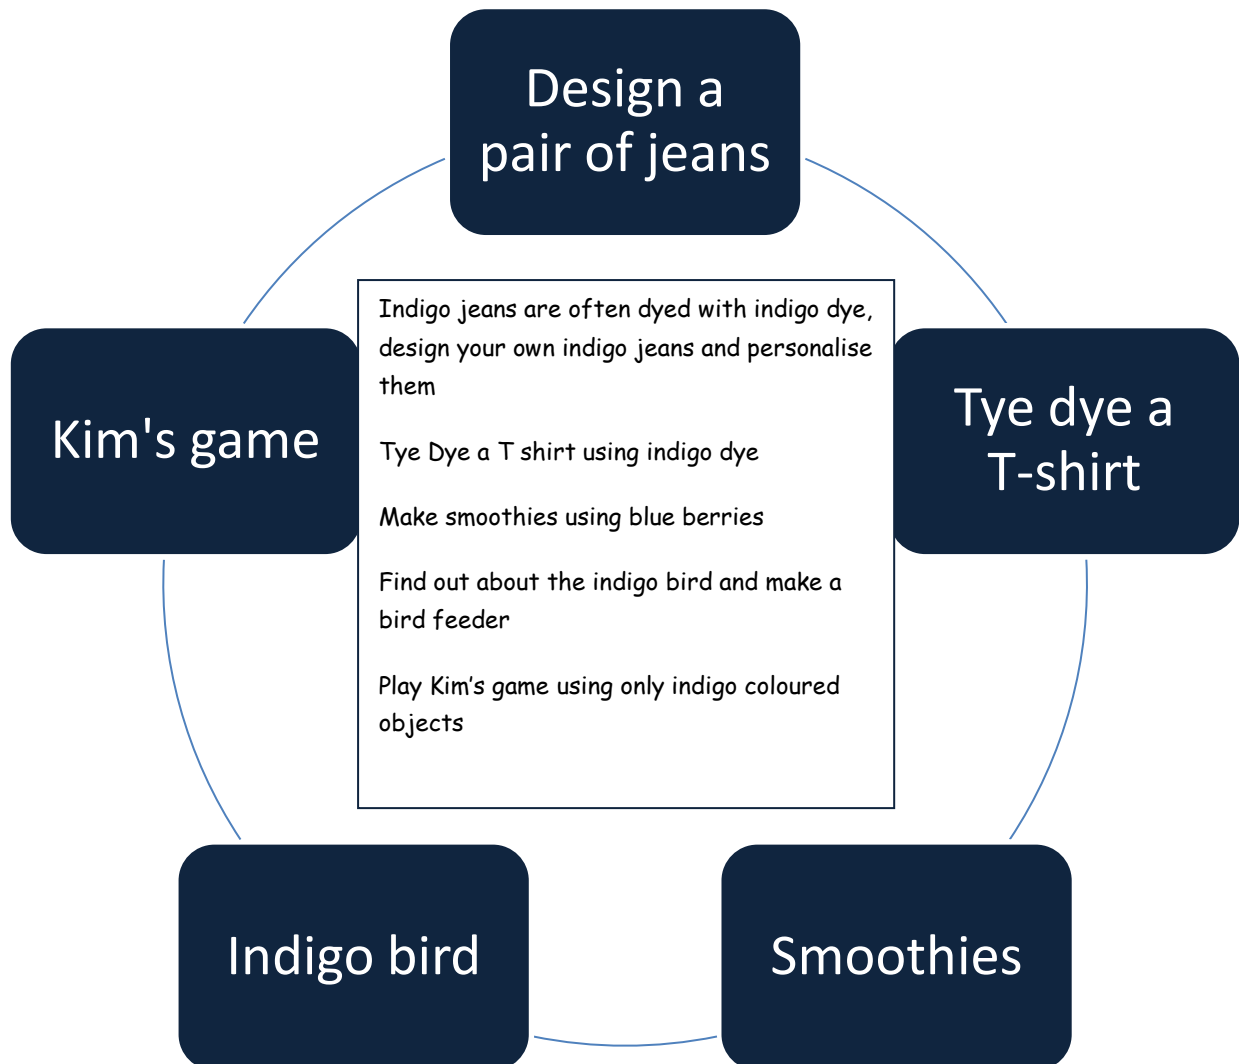 Design a
pair of jeans
Indigo jeans are often dyed with indigo dye,
design your own indigo jeans and personalise
them
Tye Dye a T shirt using indigo dye
Make smoothies using blue berries
Find out about the indigo bird and make a
bird feeder
Play Kim's game using only indigo coloured
objects
Kim's game
Tye dye a
T-shirt
Indigo bird
Smoothies